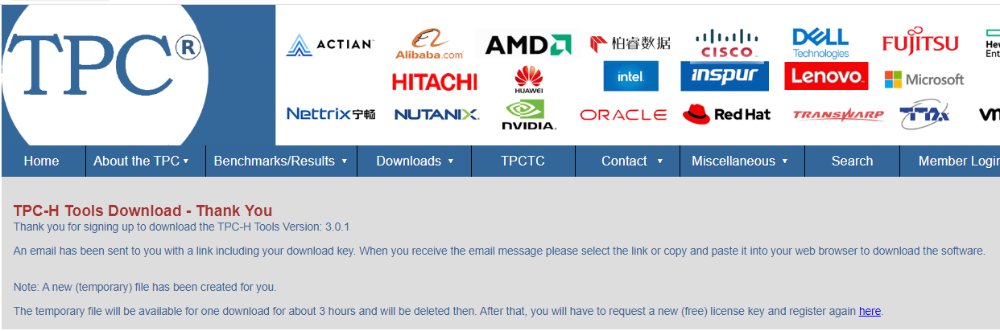 TPC®
ACTIAN™
Alibaba.com®
AMD
柏睿数据
CISCO™
DELL
Technologies
FUJITSU
Hew
Ente
HITACHI
HUAWEI
intel.
inspur
Lenovo™
Microsoft
Nettrix宁畅
NUTANIX™
NVIDIA®
ORACLE®
Red Hat
TRANSWARP
TTA
vm
Home
About the TPC ▾
Benchmarks/Results ▾
Downloads ▾
TPCTC
Contact ▾
Miscellaneous ▾
Search
Member Login
TPC-H Tools Download - Thank You
Thank you for signing up to download the TPC-H Tools Version: 3.0.1
An email has been sent to you with a link including your download key. When you receive the email message please select the link or copy and paste it into your web browser to download the software.
Note: A new (temporary) file has been created for you.
The temporary file will be available for one download for about 3 hours and will be deleted then. After that, you will have to request a new (free) license key and register again here.